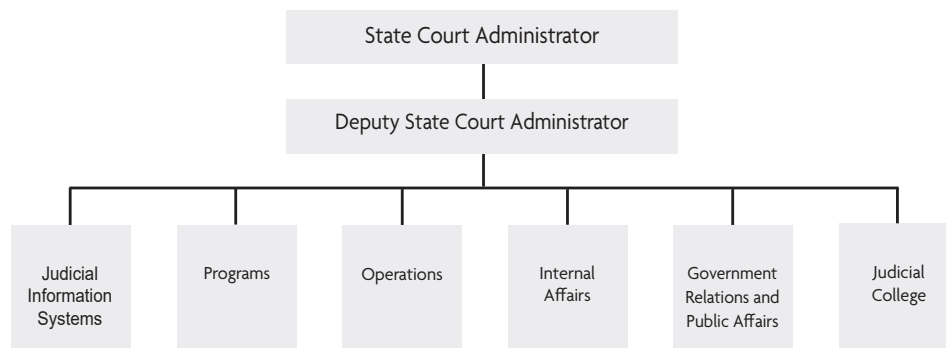 State Court Administrator
Deputy State Court Administrator
Judicial
Information
Systems
Programs
Operations
Internal
Affairs
Government
Relations and
Public Affairs
Judicial
College